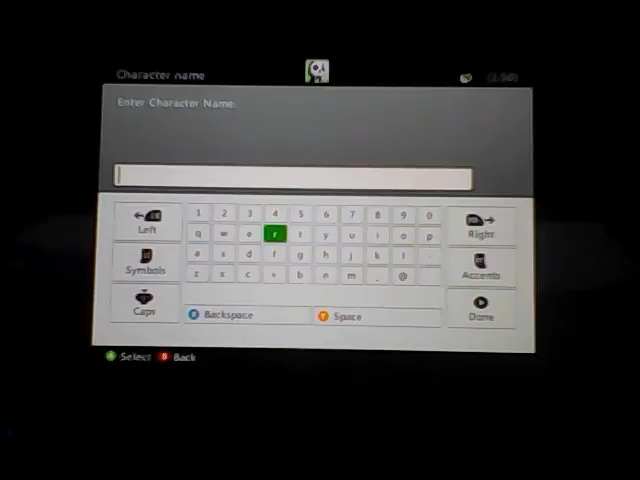 Character name
Enter Character Name:
1 2 3 4 5 6 7 8 9 0
Left
q w e r t y u i o p
Right
a s d f g h j k l -
Symbols
Accents
z x c v b n m _ @ .
Caps
X Backspace
Y Space
Done
A Select B Back